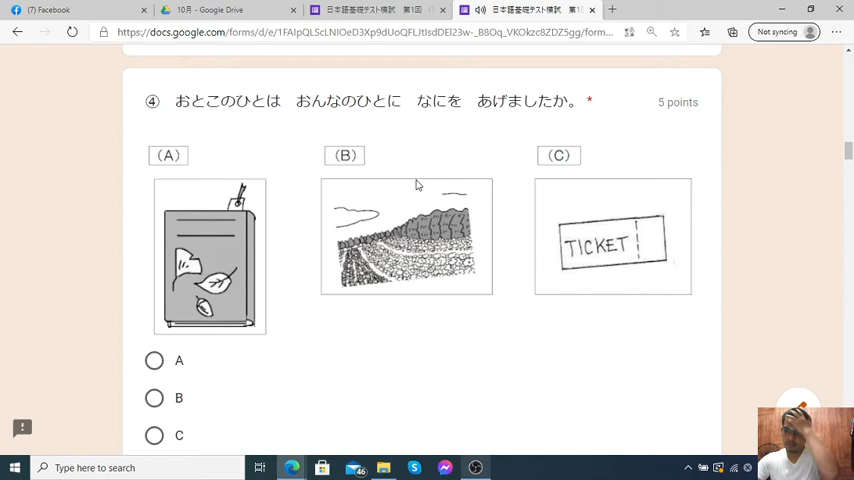 (7) Facebook
10月 - Google Drive
日本語基礎テスト模試 第1回
日本語基礎テスト模試 第1
https://docs.google.com/forms/d/e/1FAIpQLScLNIOeD3Xp9dUoQFLJtIsdDEl23w-_B8Oq_VKOkzc8ZDZ5gg/form...
Not syncing
④ おとこのひとは おんなのひとに なにを あげましたか。 *
5 points
(A)
(B)
(C)
TICKET
A
B
C
Type here to search
46